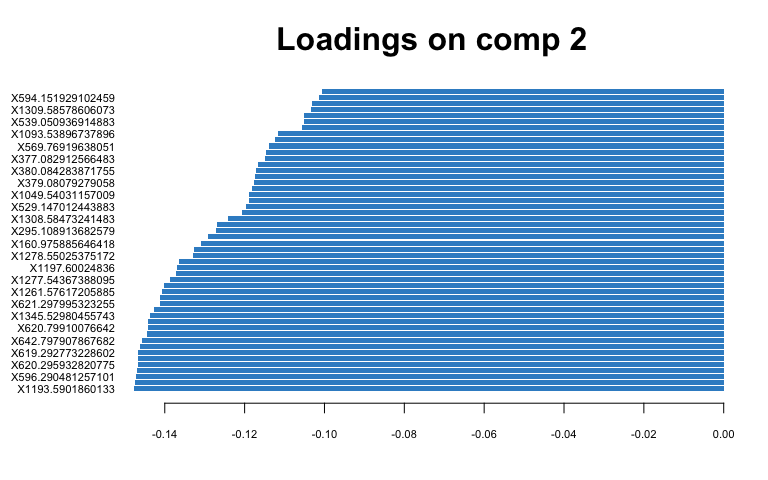 Loadings on comp 2
X594.151929102459
X1309.58578606073
X539.050936914883
X1093.53896737896
X569.76919638051
X377.082912566483
X380.084283871755
X379.08079279058
X1049.54031157009
X529.147012443883
X1308.58473241483
X295.108913682579
X160.975885646418
X1278.55025375172
X1197.60024836
X1277.54367388095
X1261.57617205885
X621.297995323255
X1345.52980455743
X620.79910076642
X642.797907867682
X619.292773228602
X620.295932820775
X596.290481257101
X1193.5901860133
-0.14 -0.12 -0.10 -0.08 -0.06 -0.04 -0.02 0.00